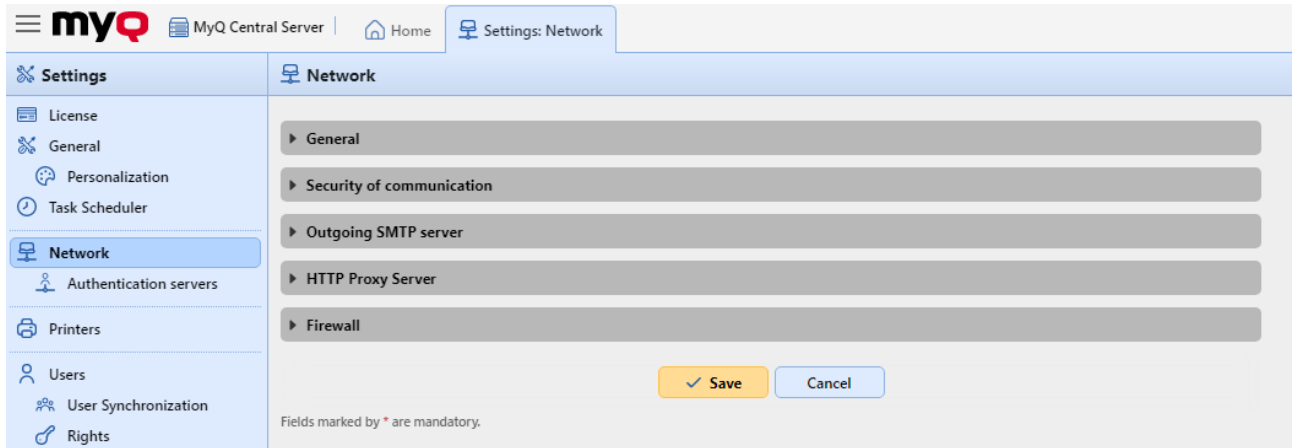 myQ MyQ Central Server Home Settings: Network
Settings
Network
License
General
Personalization
Task Scheduler
Network
Authentication servers
Printers
Users
User Synchronization
Rights
General
Security of communication
Outgoing SMTP server
HTTP Proxy Server
Firewall
Save Cancel
Fields marked by * are mandatory.